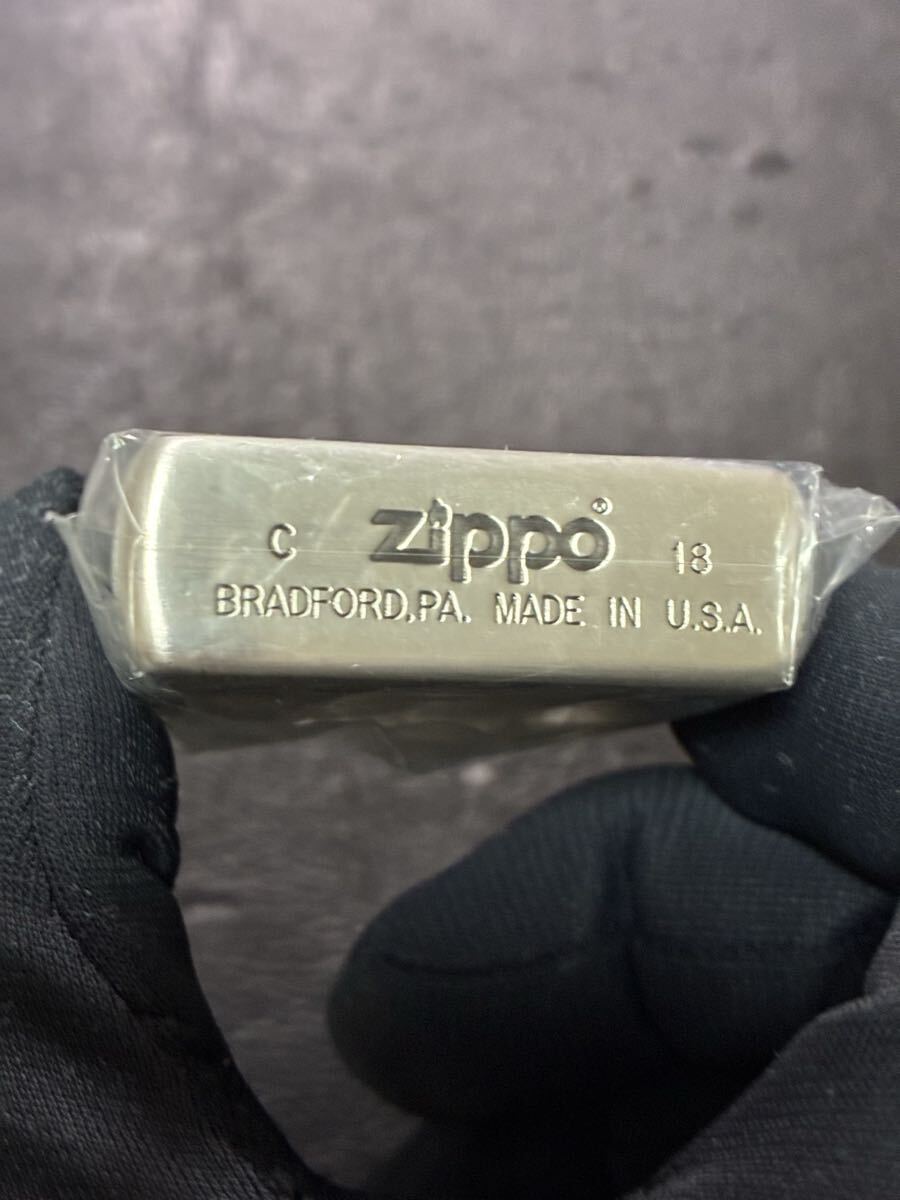 C zippo® 18
BRADFORD,PA. MADE IN U.S.A.